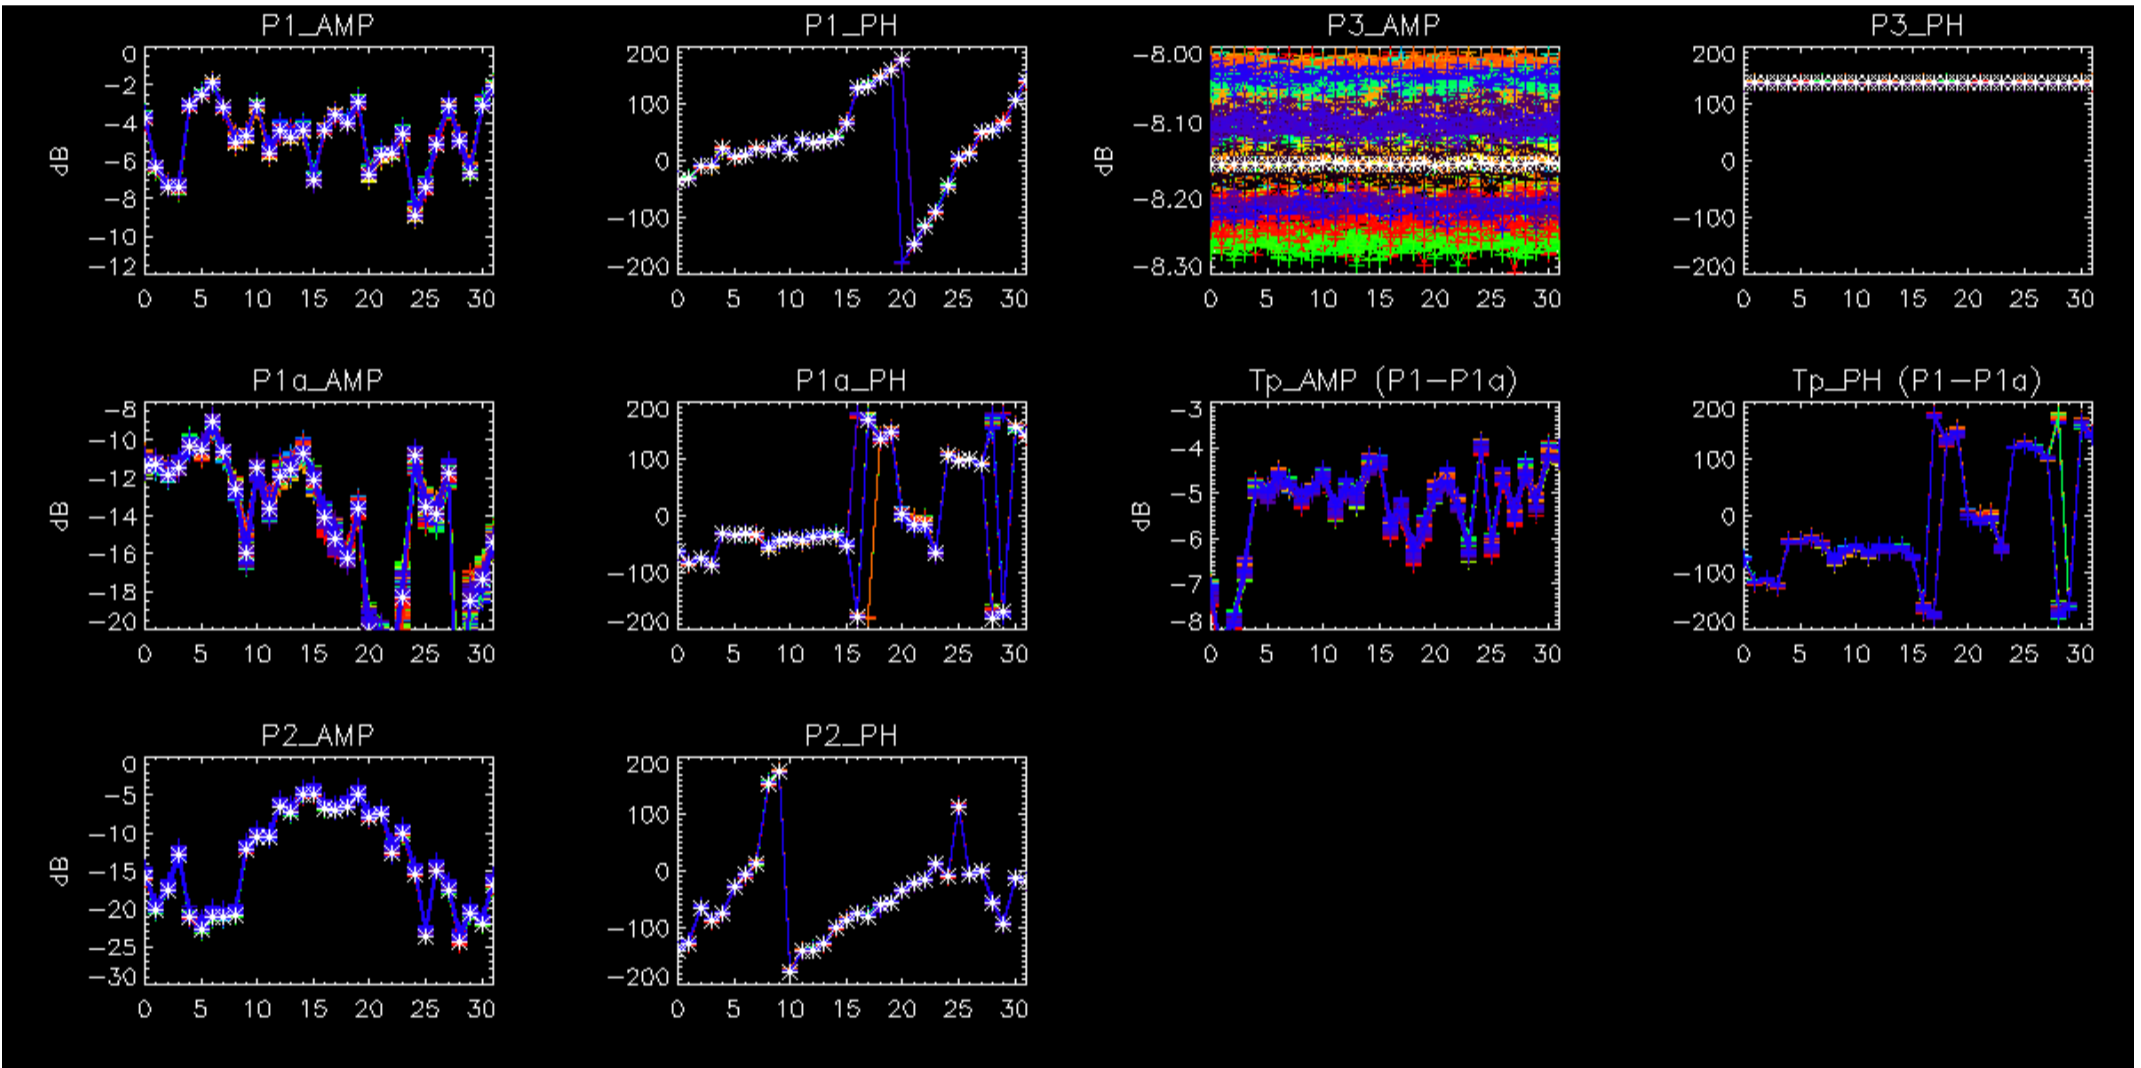 P1_AMP
dB
0
-2
-4
-6
-8
-10
-12
0 5 10 15 20 25 30
P1_PH
200
100
0
-100
-200
0 5 10 15 20 25 30
P3_AMP
dB
-8.00
-8.10
-8.20
-8.30
0 5 10 15 20 25 30
P3_PH
200
100
0
-100
-200
0 5 10 15 20 25 30
P1a_AMP
dB
-8
-10
-12
-14
-16
-18
-20
0 5 10 15 20 25 30
P1a_PH
200
100
0
-100
-200
0 5 10 15 20 25 30
Tp_AMP (P1-P1a)
dB
-3
-4
-5
-6
-7
-8
0 5 10 15 20 25 30
Tp_PH (P1-P1a)
200
100
0
-100
-200
0 5 10 15 20 25 30
P2_AMP
dB
0
-5
-10
-15
-20
-25
-30
0 5 10 15 20 25 30
P2_PH
200
100
0
-100
-200
0 5 10 15 20 25 30